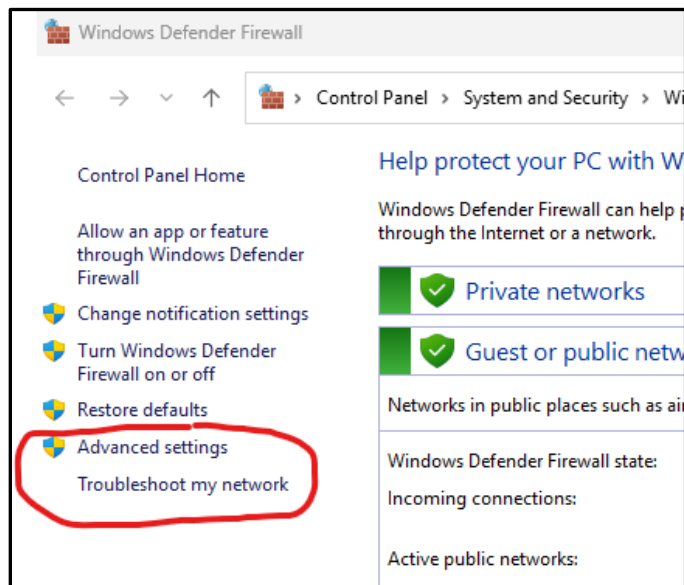 Windows Defender Firewall
Control Panel > System and Security >
Control Panel Home
Allow an app or feature
through Windows Defender
Firewall
Change notification settings
Turn Windows Defender
Firewall on or off
Restore defaults
Advanced settings
Troubleshoot my network
Help protect your PC with
Windows Defender Firewall can help
through the Internet or a network.
Private networks
Guest or public
Networks in public places such as
Windows Defender Firewall state:
Incoming connections:
Active public networks: